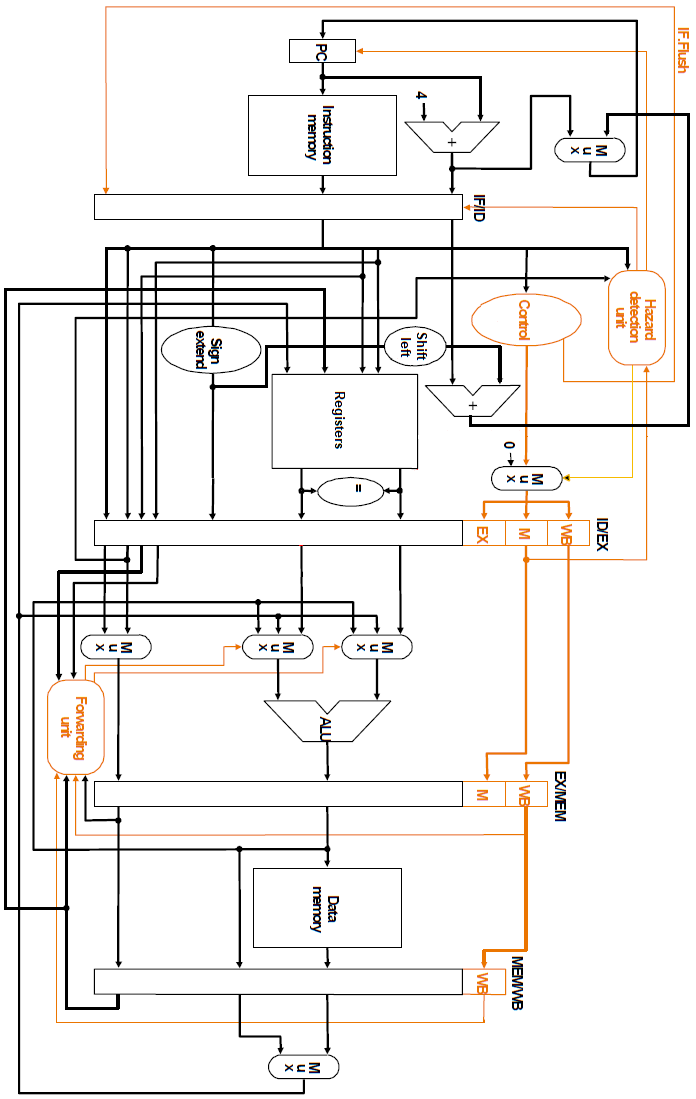 IF.Flush
Hazard
detection
unit
ID/EX
WB
EX/MEM
M
u
x
Control
0
M
u
x
M
WB
MEM/WB
IF/ID
EX
M
WB
+
4
+
Shift
left
M
u
x
PC
Instruction
memory
Registers
=
ALU
Data
memory
M
u
x
M
u
x
Sign
extend
M
u
x
Forwarding
unit